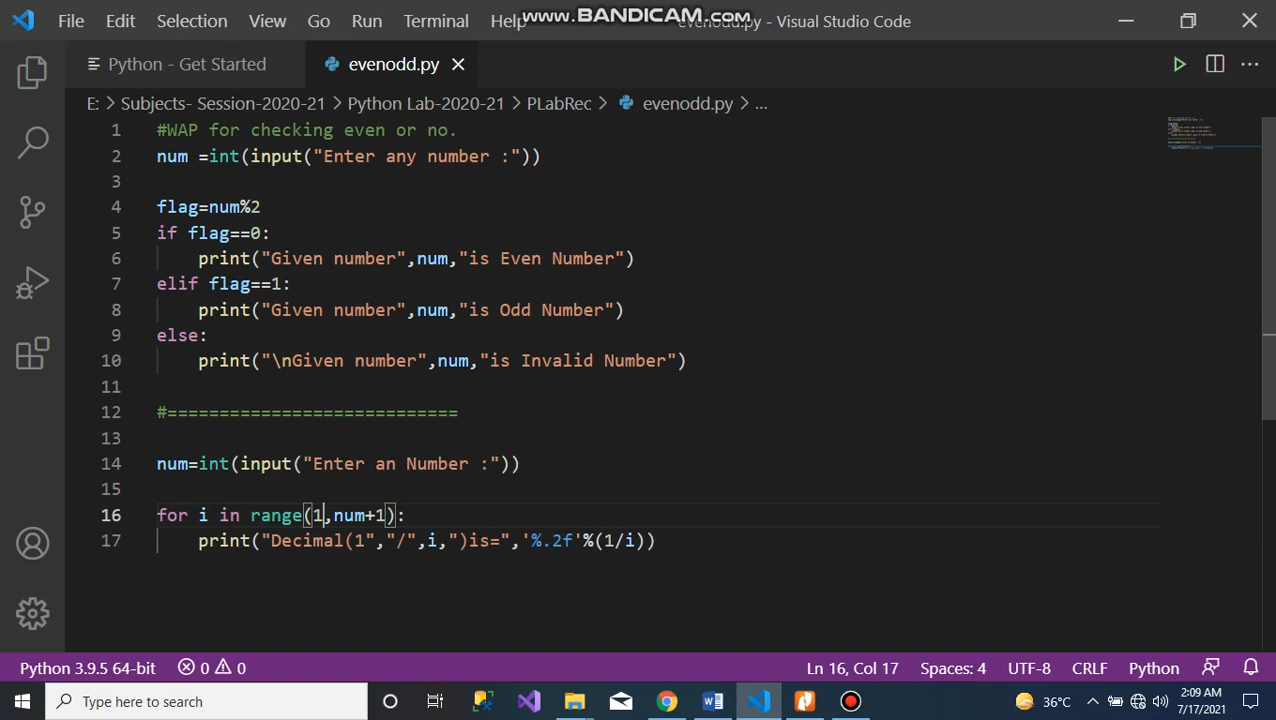 File Edit Selection View Go Run Terminal Help www.BANDICAM.com evenodd.py - Visual Studio Code
Python - Get Started evenodd.py
E: > Subjects- Session-2020-21 > Python Lab-2020-21 > PLabRec > evenodd.py > ...
1 #WAP for checking even or no.
2 num =int(input("Enter any number :"))
3
4 flag=num%2
5 if flag==0:
6 print("Given number",num,"is Even Number")
7 elif flag==1:
8 print("Given number",num,"is Odd Number")
9 else:
10 print("\nGiven number",num,"is Invalid Number")
11
12 #============================
13
14 num=int(input("Enter an Number :"))
15
16 for i in range(1,num+1):
17 print("Decimal(1","/",i,")is=",'%.2f'%(1/i))
Python 3.9.5 64-bit 0 0 Ln 16, Col 17 Spaces: 4 UTF-8 CRLF Python
Type here to search 36°C 2:09 AM
7/17/2021